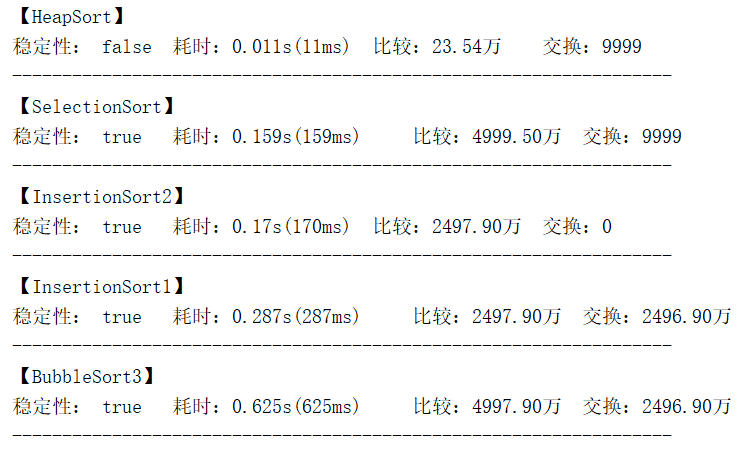 【HeapSort】
稳定性： false 耗时：0.011s(11ms) 比较：23.54万 交换：9999
------------------------------------------------------------------
【SelectionSort】
稳定性： true 耗时：0.159s(159ms) 比较：4999.50万 交换：9999
------------------------------------------------------------------
【InsertionSort2】
稳定性： true 耗时：0.17s(170ms) 比较：2497.90万 交换：0
------------------------------------------------------------------
【InsertionSort1】
稳定性： true 耗时：0.287s(287ms) 比较：2497.90万 交换：2496.90万
------------------------------------------------------------------
【BubbleSort3】
稳定性： true 耗时：0.625s(625ms) 比较：4997.90万 交换：2496.90万
------------------------------------------------------------------